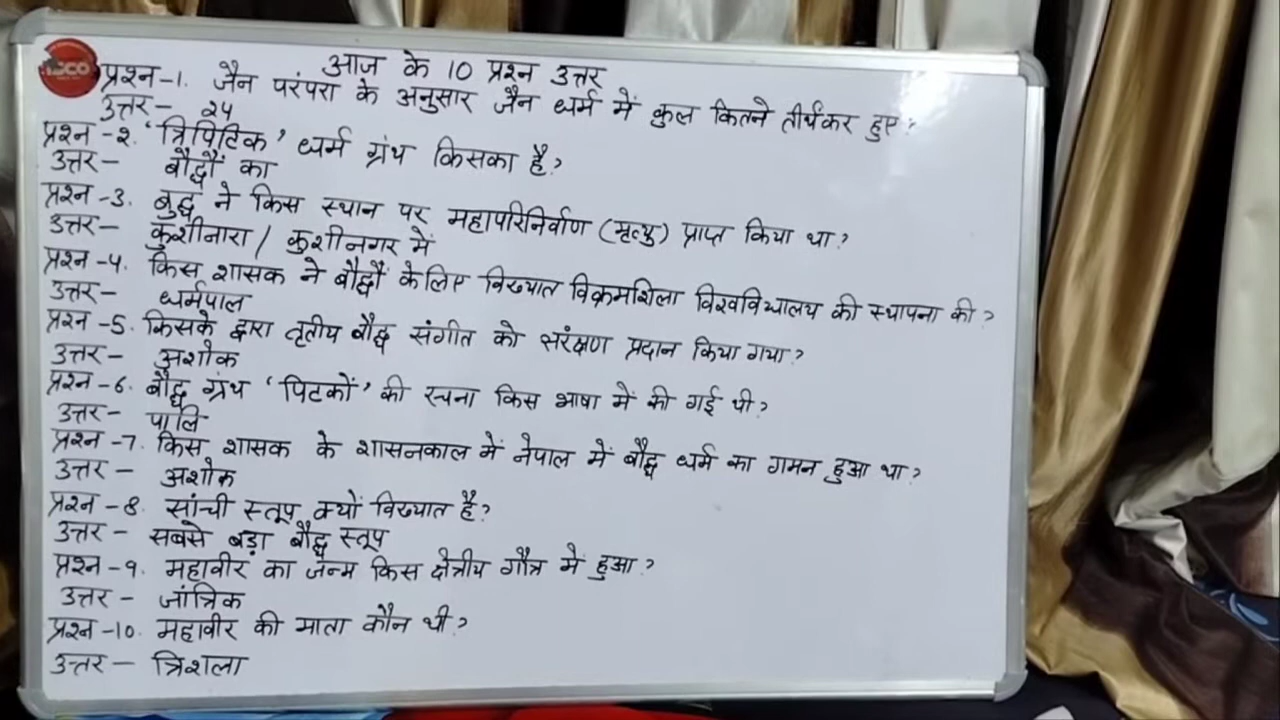 आज के 10 प्रश्न उत्तर
प्रश्न-1. जैन परंपरा के अनुसार जैन धर्म में कुल कितने तीर्थंकर हुए?
उत्तर- २४
प्रश्न-२. 'त्रिपिटिक' धर्म ग्रंथ किसका है?
उत्तर- बौद्धौं का
प्रश्न-3. बुद्ध ने किस स्थान पर महापरिनिर्वाण (मृत्यु) प्राप्त किया था?
उत्तर- कुशीनारा / कुशीनगर में
प्रश्न-4. किस शासक ने बौद्धौं केलिए विख्यात विक्रमशिला विश्वविद्यालय की स्थापना की?
उत्तर- धर्मपाल
प्रश्न-5. किसके द्वारा तृतीय बौद्ध संगीत को संरक्षण प्रदान किया गया?
उत्तर- अशोक
प्रश्न-6. बौद्ध ग्रंथ 'पिटकों' की रचना किस भाषा में की गई थी?
उत्तर- पालि
प्रश्न-7. किस शासक के शासनकाल में नेपाल में बौद्ध धर्म का गमन हुआ था?
उत्तर- अशोक
प्रश्न-8. सांची स्तूप क्यों विख्यात है?
उत्तर- सबसे बड़ा बौद्ध स्तूप
प्रश्न-9. महावीर का जन्म किस क्षेत्रीय गौत्र में हुआ?
उत्तर- जांत्रिक
प्रश्न-10. महावीर की माता कौन थी?
उत्तर- त्रिशला